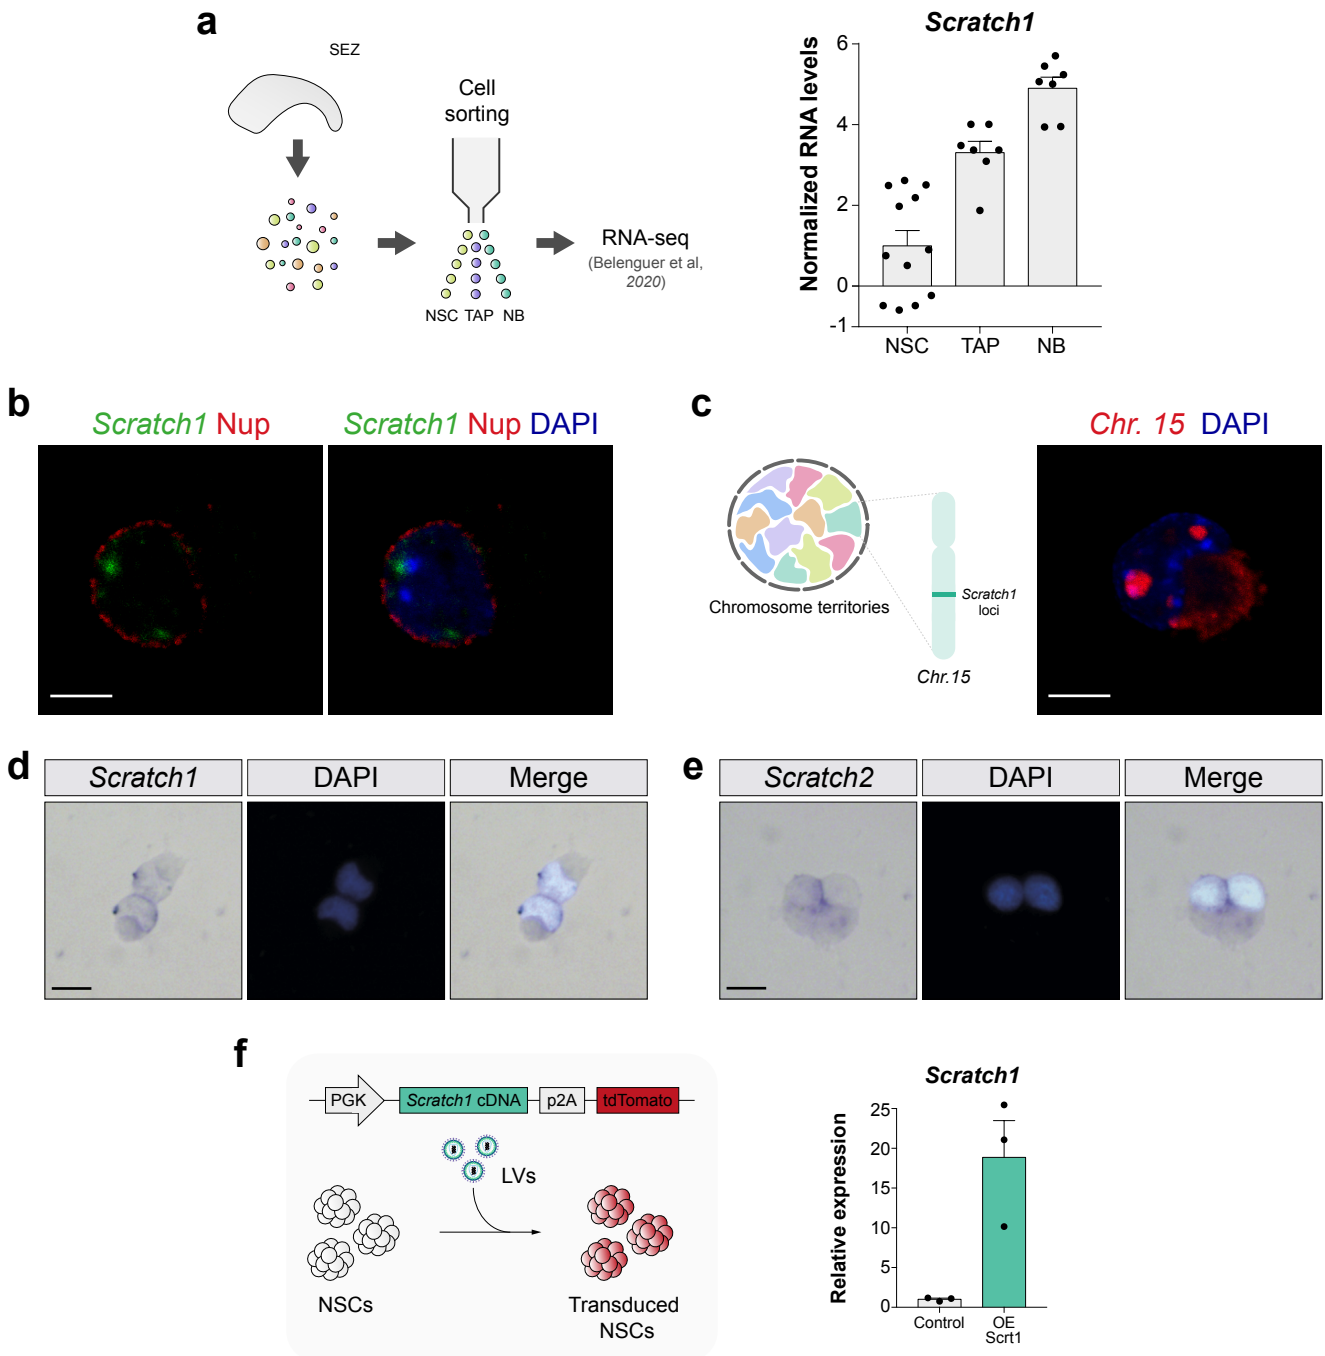 a
SEZ
Cell
sorting
NSC TAP NB
RNA-seq
(Belenguer et al,
2020)
Scratch1
Normalized RNA levels
6
4
2
0
-1
NSC TAP NB
b
Scratch1 Nup
Scratch1 Nup DAPI
c
Chromosome territories
Scratch1
loci
Chr.15
Chr. 15 DAPI
d
Scratch1
DAPI
Merge
e
Scratch2
DAPI
Merge
f
PGK
Scratch1 cDNA
p2A
tdTomato
LVs
NSCs
Transduced
NSCs
Scratch1
Relative expression
25
20
15
10
5
0
Control
OE
Scrt1